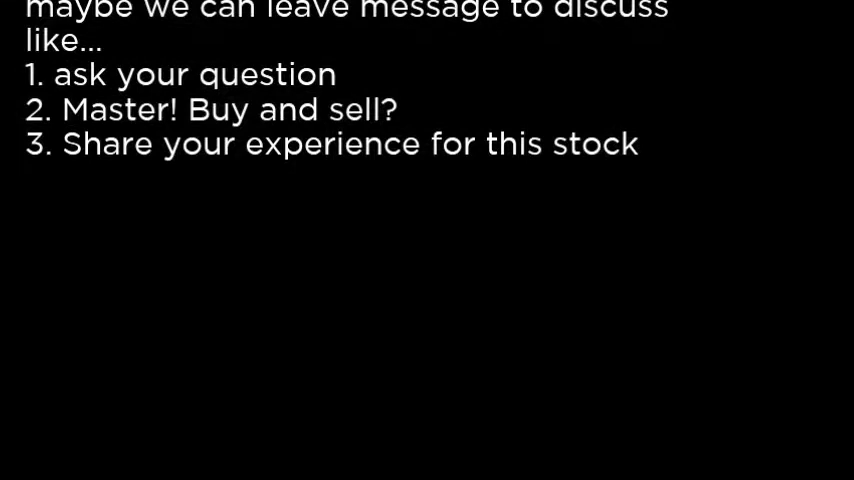 maybe we can leave message to discuss
like...
1. ask your question
2. Master! Buy and sell?
3. Share your experience for this stock